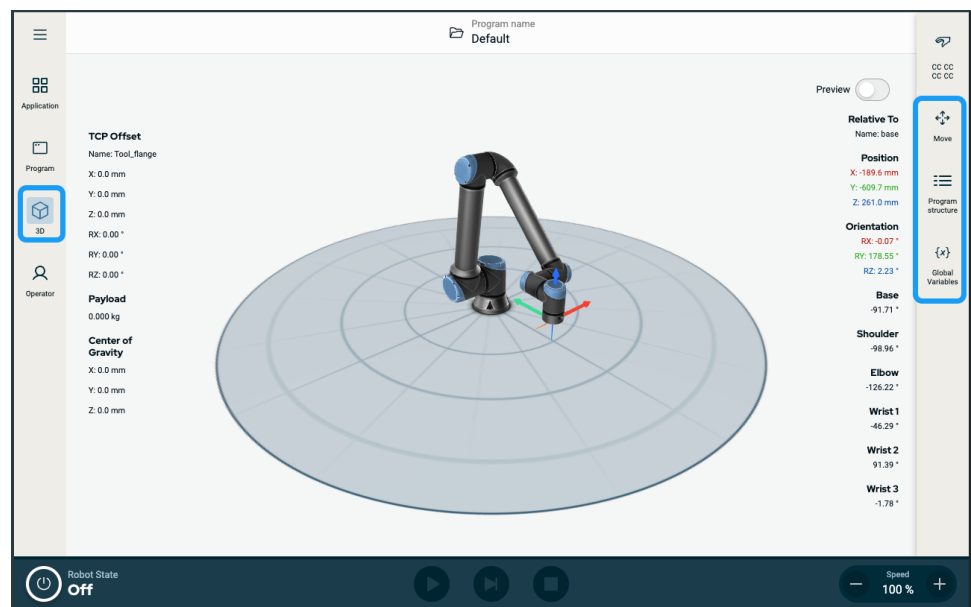 Program name
Default
CC CC
CC CC
Application
Program
3D
Operator
TCP Offset
Name: Tool_flange
X: 0.0 mm
Y: 0.0 mm
Z: 0.0 mm
RX: 0.00 °
RY: 0.00 °
RZ: 0.00 °
Payload
0.000 kg
Center of
Gravity
X: 0.0 mm
Y: 0.0 mm
Z: 0.0 mm
Preview
Relative To
Name: base
Position
X: -189.6 mm
Y: -609.7 mm
Z: 261.0 mm
Orientation
RX: -0.07 °
RY: 178.55 °
RZ: 2.23 °
Base
-91.71 °
Shoulder
-98.96 °
Elbow
-126.22 °
Wrist 1
-46.29 °
Wrist 2
91.39 °
Wrist 3
-1.78 °
Move
Program
structure
{x}
Global
Variables
Robot State
Off
Speed
100 %